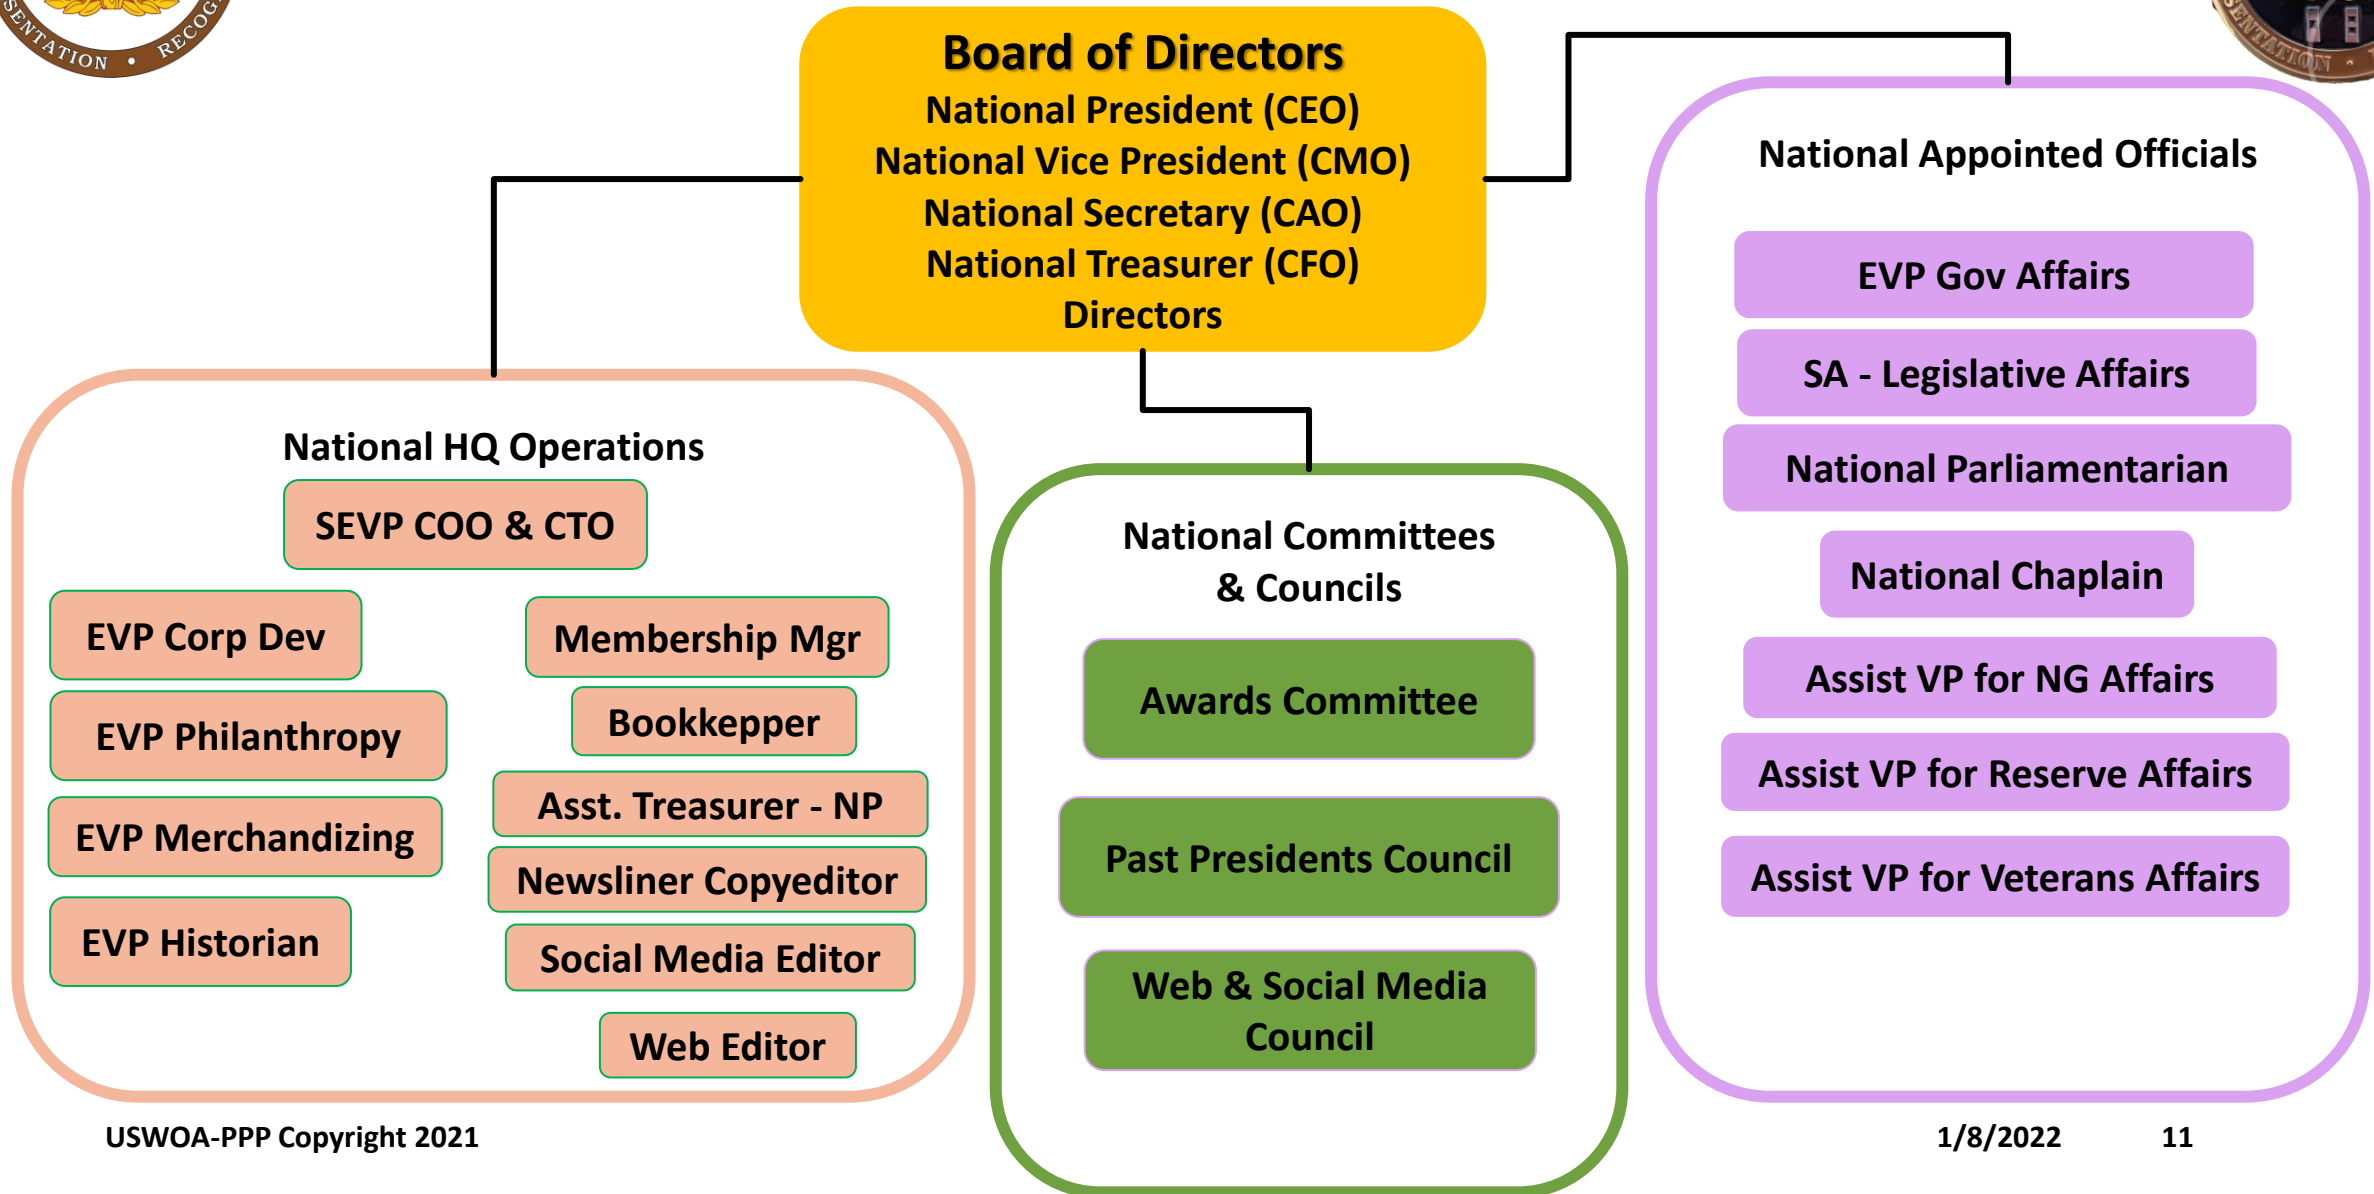 SENTATION • RECOG
Board of Directors
National President (CEO)
National Vice President (CMO)
National Secretary (CAO)
National Treasurer (CFO)
Directors
National HQ Operations
SEVP COO & CTO
EVP Corp Dev
EVP Philanthropy
EVP Merchandizing
EVP Historian
Membership Mgr
Bookkepper
Asst. Treasurer - NP
Newsliner Copyeditor
Social Media Editor
Web Editor
National Committees
& Councils
Awards Committee
Past Presidents Council
Web & Social Media
Council
National Appointed Officials
EVP Gov Affairs
SA - Legislative Affairs
National Parliamentarian
National Chaplain
Assist VP for NG Affairs
Assist VP for Reserve Affairs
Assist VP for Veterans Affairs
SENTATION •
USWOA-PPP Copyright 2021
1/8/2022
11